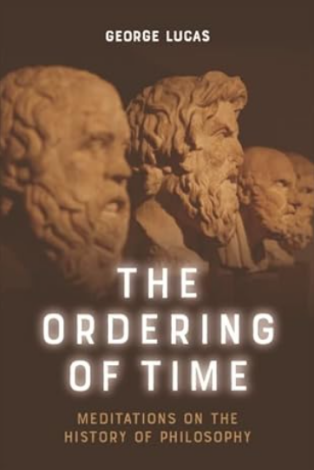 GEORGE LUCAS
THE
ORDERING
OF TIME
MEDITATIONS ON THE
HISTORY OF PHILOSOPHY